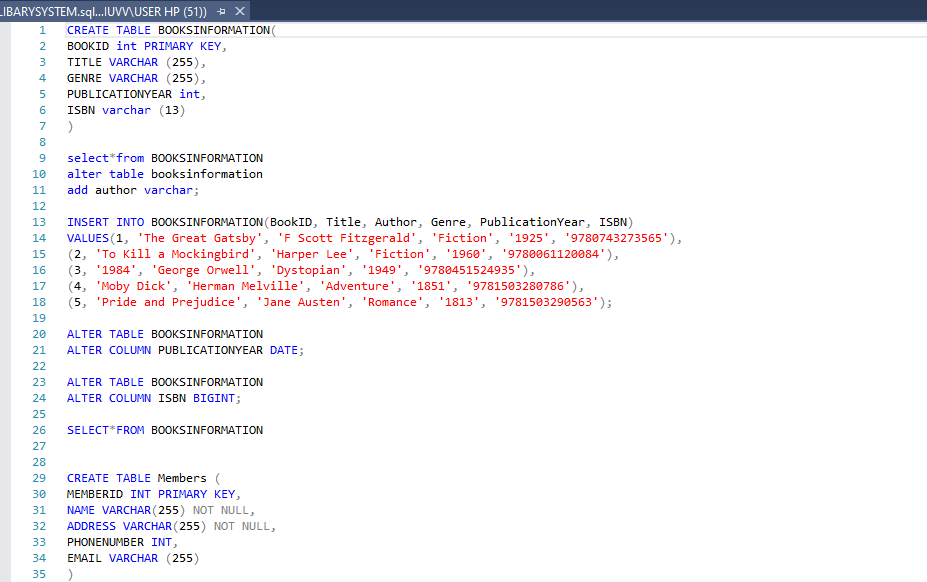 LIBARYSYSTEM.sql...IUVV\USER HP (51))
1 CREATE TABLE BOOKSINFORMATION(
2 BOOKID int PRIMARY KEY,
3 TITLE VARCHAR (255),
4 GENRE VARCHAR (255),
5 PUBLICATIONYEAR int,
6 ISBN varchar (13)
7 )
8
9 select*from BOOKSINFORMATION
10 alter table booksinformation
11 add author varchar;
12
13 INSERT INTO BOOKSINFORMATION(BookID, Title, Author, Genre, PublicationYear, ISBN)
14 VALUES(1, 'The Great Gatsby', 'F Scott Fitzgerald', 'Fiction', '1925', '9780743273565'),
15 (2, 'To Kill a Mockingbird', 'Harper Lee', 'Fiction', '1960', '9780061120084'),
16 (3, '1984', 'George Orwell', 'Dystopian', '1949', '9780451524935'),
17 (4, 'Moby Dick', 'Herman Melville', 'Adventure', '1851', '9781503280786'),
18 (5, 'Pride and Prejudice', 'Jane Austen', 'Romance', '1813', '9781503290563');
19
20 ALTER TABLE BOOKSINFORMATION
21 ALTER COLUMN PUBLICATIONYEAR DATE;
22
23 ALTER TABLE BOOKSINFORMATION
24 ALTER COLUMN ISBN BIGINT;
25
26 SELECT*FROM BOOKSINFORMATION
27
28
29 CREATE TABLE Members (
30 MEMBERID INT PRIMARY KEY,
31 NAME VARCHAR(255) NOT NULL,
32 ADDRESS VARCHAR(255) NOT NULL,
33 PHONENUMBER INT,
34 EMAIL VARCHAR (255)
35 )